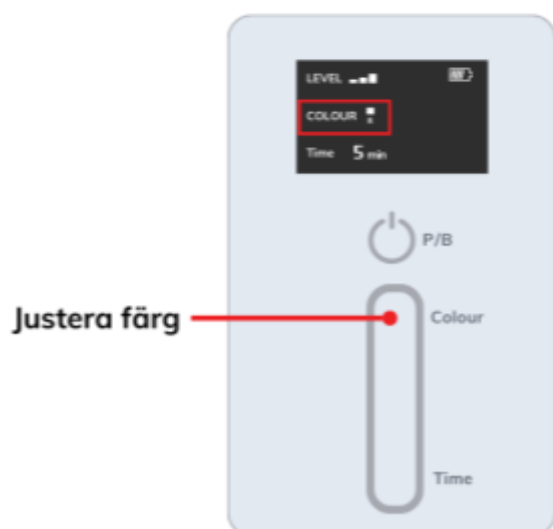 LEVEL
COLOUR
Time 5 min
P/B
Justera färg
Colour
Time